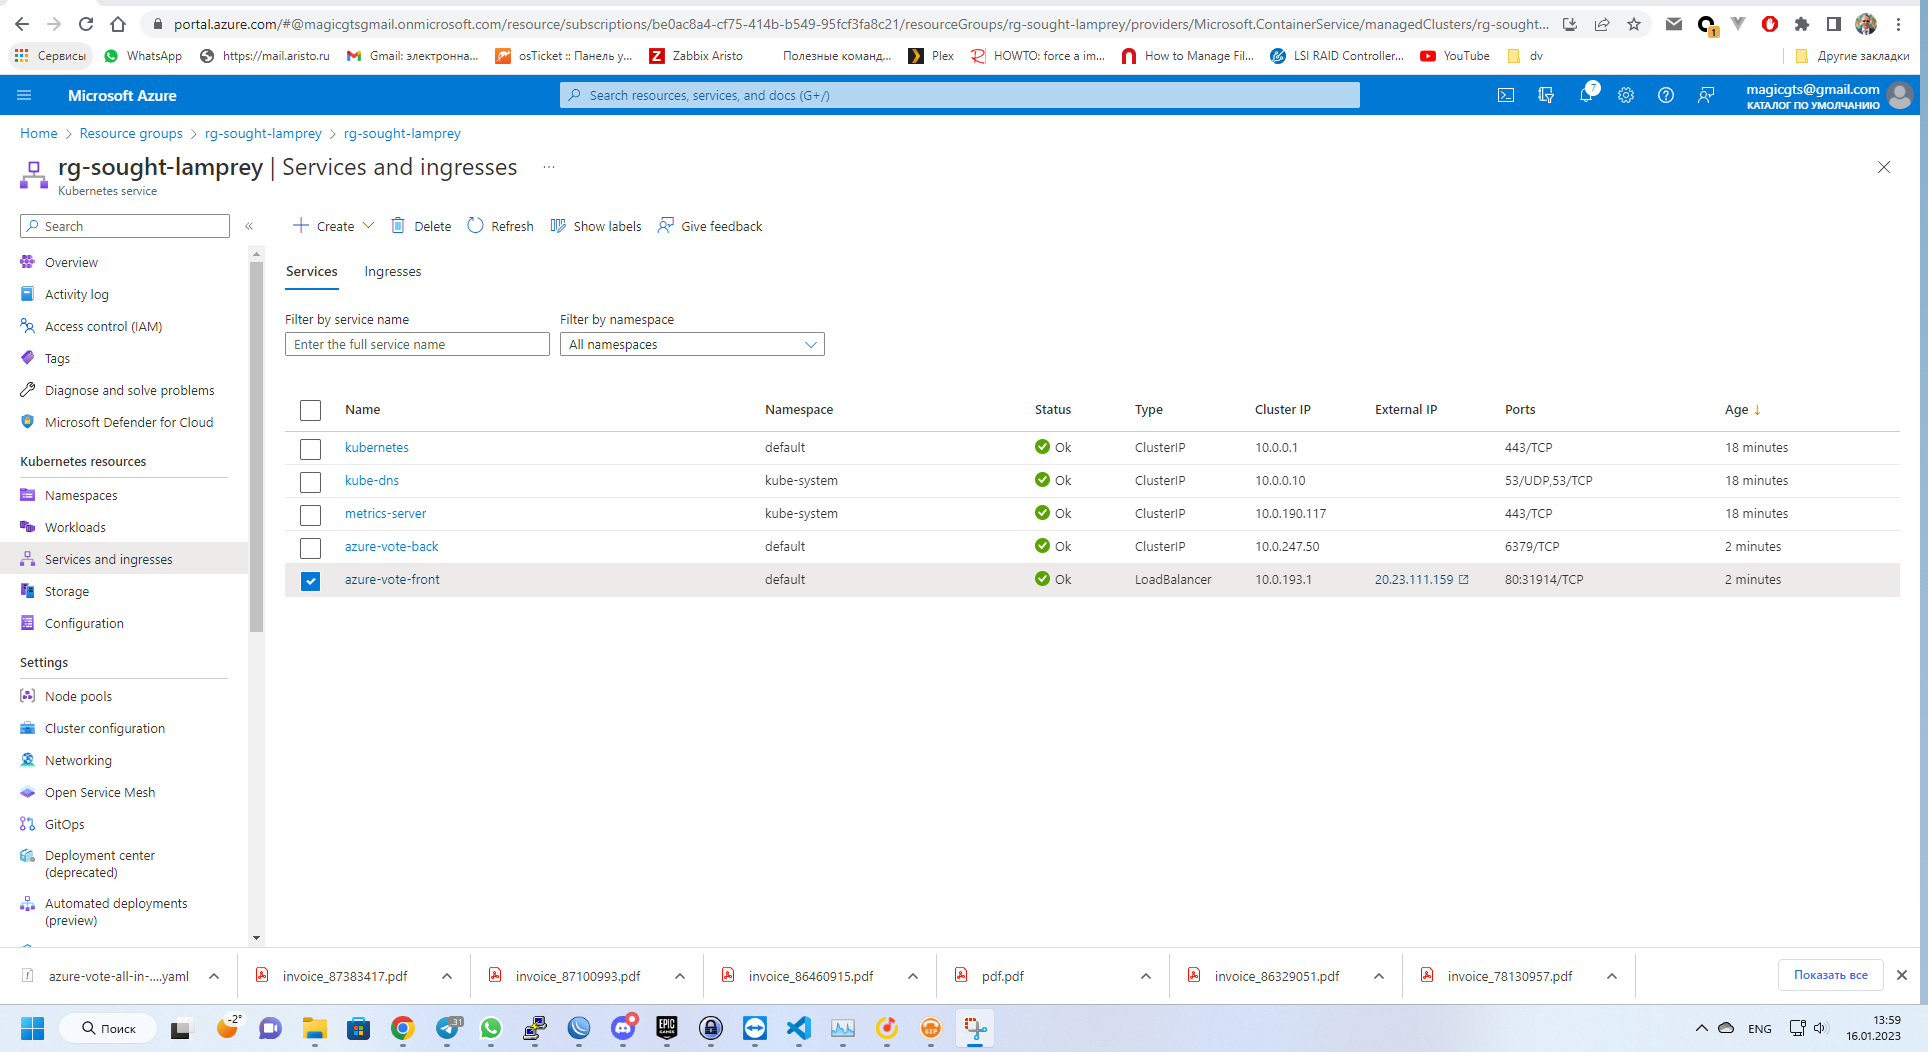 portal.azure.com/#@magicgtsgmail.onmicrosoft.com/resource/subscriptions/be0ac8a4-cf75-414b-b549-95fcf3fa8c21/resourceGroups/rg-sought-lamprey/providers/Microsoft.ContainerService/managedClusters/rg-sought...
1
Сервисы WhatsApp https://mail.aristo.ru Gmail: электронна... osTicket :: Панель у... Zabbix Aristo Полезные команд... Plex HOWTO: force a im... How to Manage Fil... LSI RAID Controller... YouTube dv Другие закладки
Microsoft Azure
Search resources, services, and docs (G+/)
7
magicgts@gmail.com
КАТАЛОГ ПО УМОЛЧАНИЮ
Home > Resource groups > rg-sought-lamprey > rg-sought-lamprey
rg-sought-lamprey | Services and ingresses ...
Kubernetes service
Search «
Overview
Activity log
Access control (IAM)
Tags
Diagnose and solve problems
Microsoft Defender for Cloud
Kubernetes resources
Namespaces
Workloads
Services and ingresses
Storage
Configuration
Settings
Node pools
Cluster configuration
Networking
Open Service Mesh
GitOps
Deployment center
(deprecated)
Automated deployments
(preview)
Create Delete Refresh Show labels Give feedback
Services Ingresses
Filter by service name Filter by namespace
Enter the full service name All namespaces
Name Namespace Status Type Cluster IP External IP Ports Age ↓
kubernetes default Ok ClusterIP 10.0.0.1 443/TCP 18 minutes
kube-dns kube-system Ok ClusterIP 10.0.0.10 53/UDP,53/TCP 18 minutes
metrics-server kube-system Ok ClusterIP 10.0.190.117 443/TCP 18 minutes
azure-vote-back default Ok ClusterIP 10.0.247.50 6379/TCP 2 minutes
azure-vote-front default Ok LoadBalancer 10.0.193.1 20.23.111.159 80:31914/TCP 2 minutes
azure-vote-all-in-....yaml invoice_87383417.pdf invoice_87100993.pdf invoice_86460915.pdf pdf.pdf invoice_86329051.pdf invoice_78130957.pdf Показать все
Поиск
-2°
31
EPIC
GAMES
SIP
ENG
13:59
16.01.2023